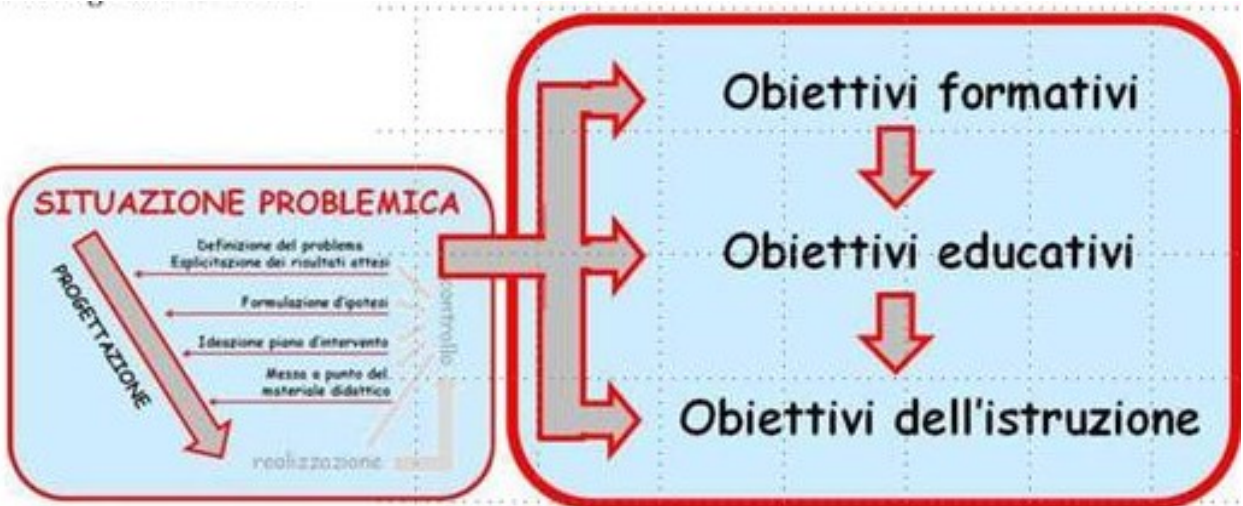 SITUAZIONE PROBLEMICA
PROGETTAZIONE
Definizione del problema
Esplicitazione dei risultati attesi
Formulazione d'ipotesi
Ideazione piano d'intervento
Messa a punto del
materiale didattico
controllo
realizzazione
Obiettivi formativi
Obiettivi educativi
Obiettivi dell'istruzione